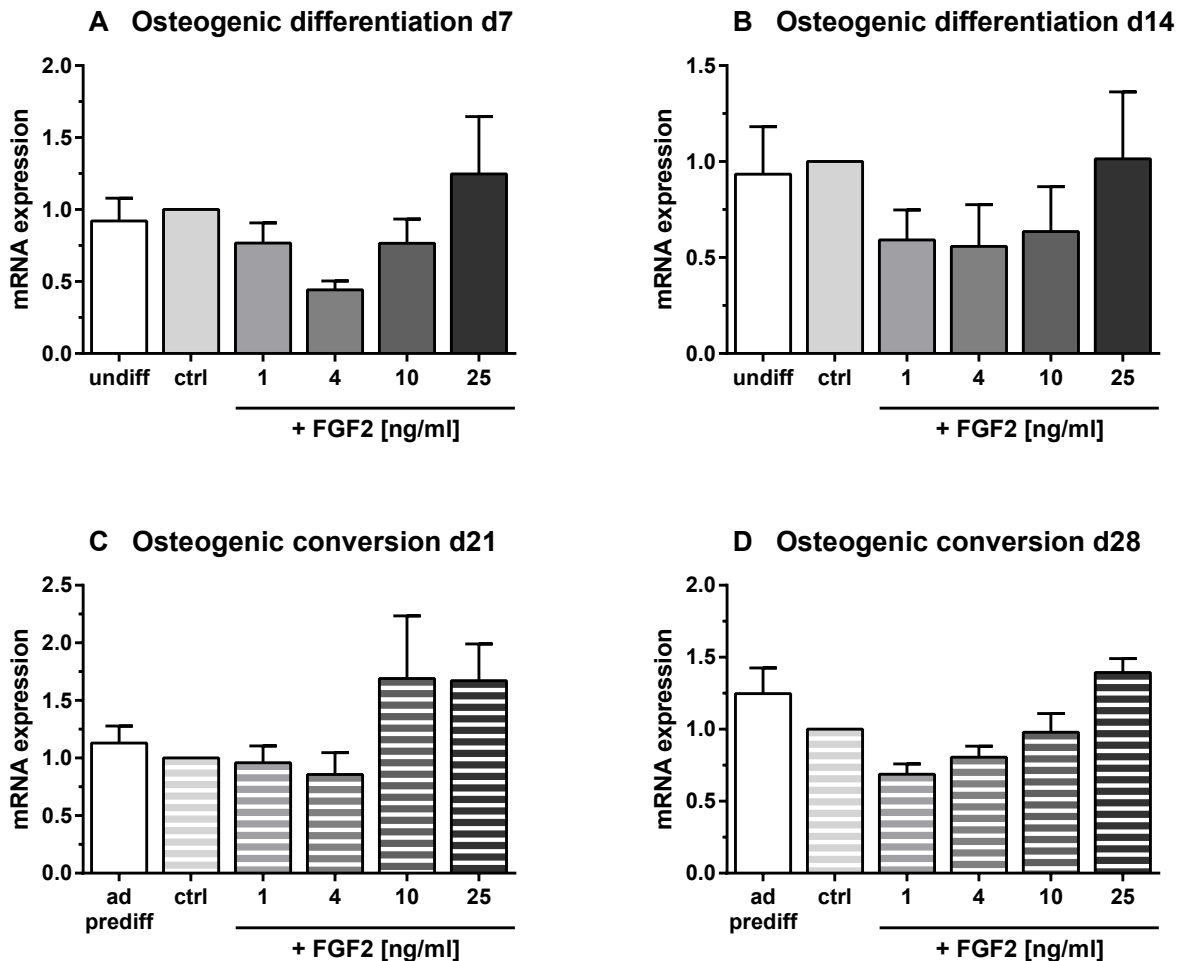 A Osteogenic differentiation d7
mRNA expression
2.0
1.5
1.0
0.5
0.0
undiff ctrl 1 4 10 25
+ FGF2 [ng/ml]
B Osteogenic differentiation d14
mRNA expression
1.5
1.0
0.5
0.0
undiff ctrl 1 4 10 25
+ FGF2 [ng/ml]
C Osteogenic conversion d21
mRNA expression
2.5
2.0
1.5
1.0
0.5
0.0
ad ctrl 1 4 10 25
prediff
+ FGF2 [ng/ml]
D Osteogenic conversion d28
mRNA expression
2.0
1.5
1.0
0.5
0.0
ad ctrl 1 4 10 25
prediff
+ FGF2 [ng/ml]